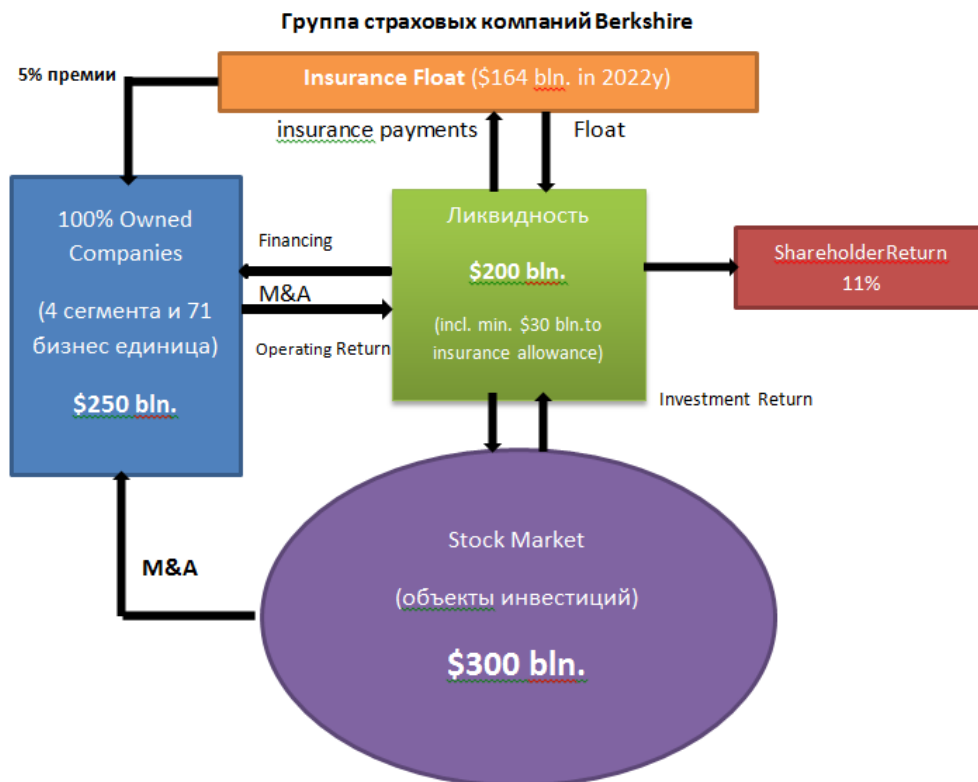 Группа страховых компаний Berkshire
5% премии
Insurance Float ($164 bln. in 2022y)
insurance payments
Float
100% Owned
Companies
(4 сегмента и 71
бизнес единица)
$250 bln.
Financing
M&A
Operating Return
Ликвидность
$200 bln.
(incl. min. $30 bln.to
insurance allowance)
ShareholderReturn
11%
Investment Return
M&A
Stock Market
(объекты инвестиций)
$300 bln.